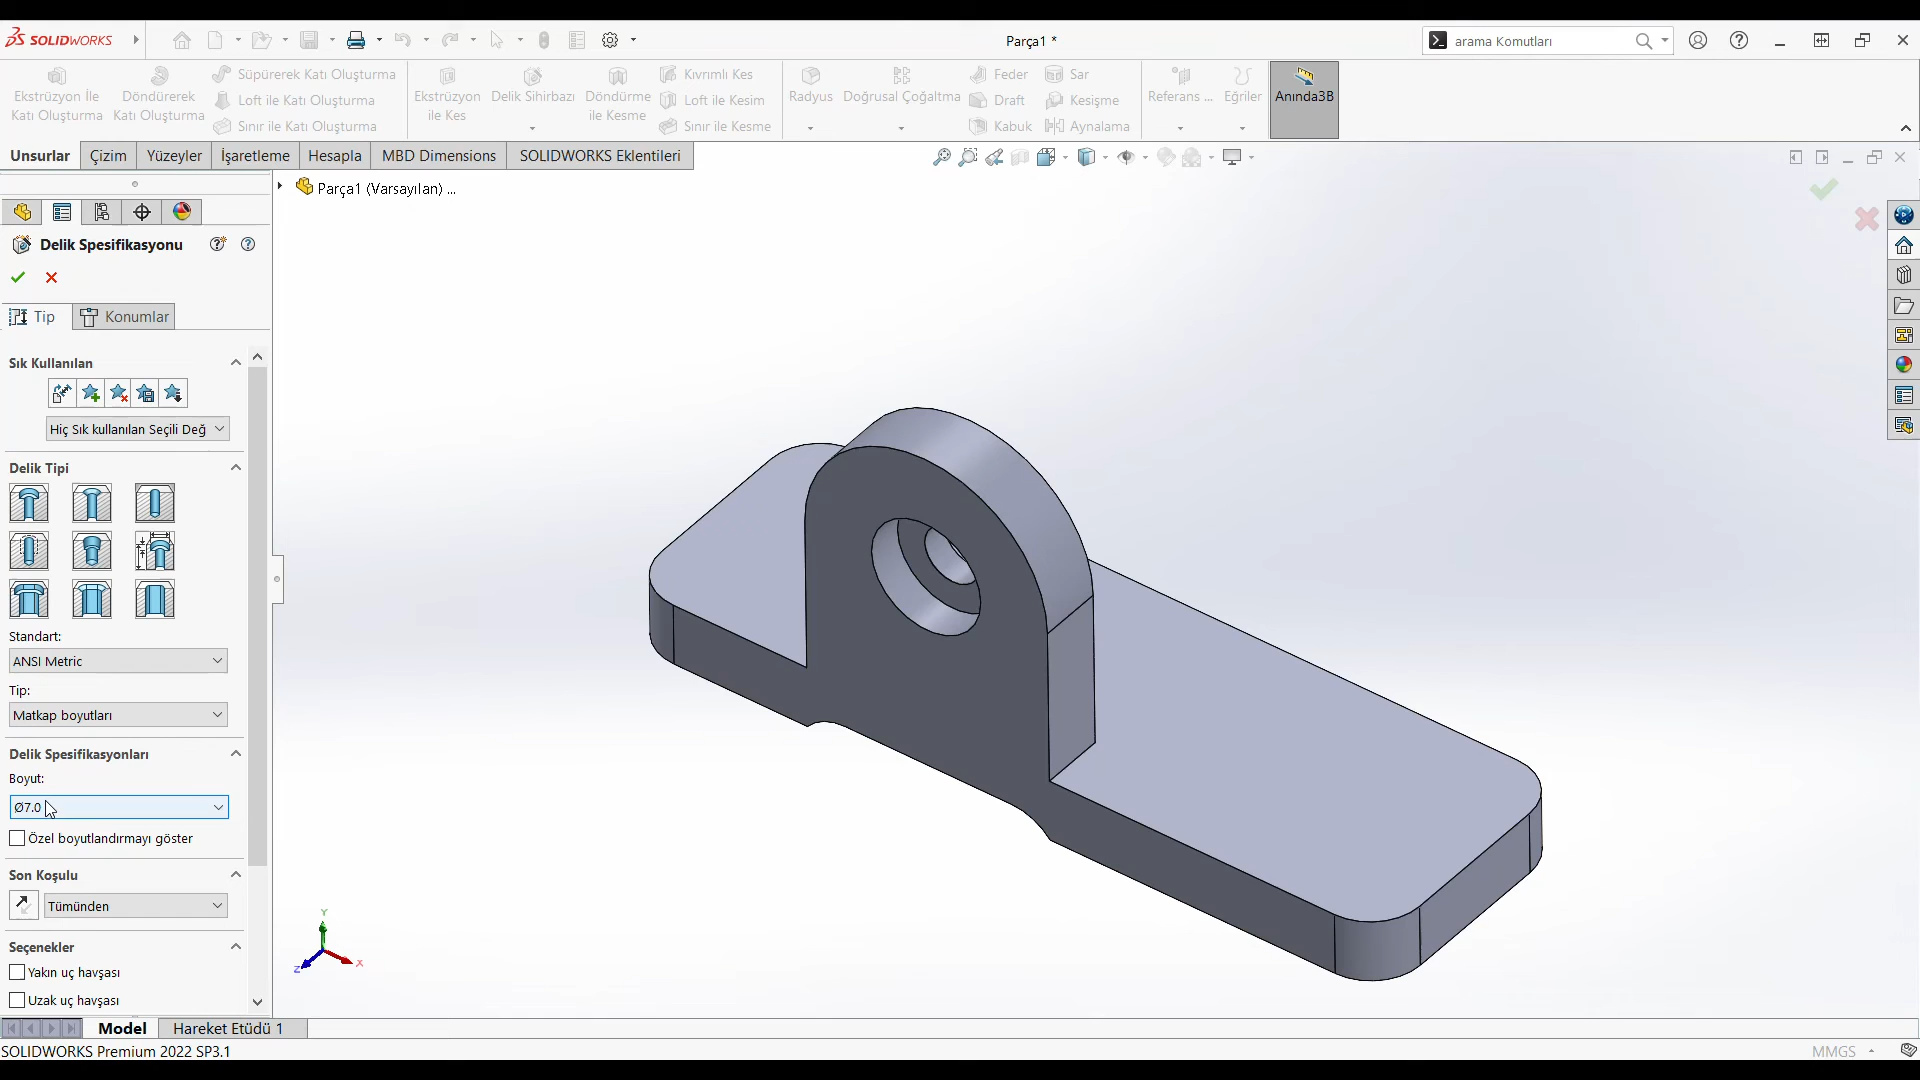 SOLIDWORKS
Parça1 *
arama Komutları
Ekstrüzyon İle Katı Oluşturma
Döndürerek Katı Oluşturma
Süpürerek Katı Oluşturma
Loft ile Katı Oluşturma
Sınır ile Katı Oluşturma
Ekstrüzyon ile Kes
Delik Sihirbazı
Döndürme ile Kesme
Kıvrımlı Kes
Loft ile Kesim
Sınır ile Kesme
Radyus
Doğrusal Çoğaltma
Feder
Draft
Kabuk
Sar
Kesişme
Aynalama
Referans ...
Eğriler
Anında3B
Unsurlar
Çizim
Yüzeyler
İşaretleme
Hesapla
MBD Dimensions
SOLIDWORKS Eklentileri
Parça1 (Varsayılan) ...
Delik Spesifikasyonu
Tip
Konumlar
Sık Kullanılan
Hiç Sık kullanılan Seçili Değ
Delik Tipi
Standart:
ANSI Metric
Tip:
Matkap boyutları
Delik Spesifikasyonları
Boyut:
Ø7.0
Özel boyutlandırmayı göster
Son Koşulu
Tümünden
Seçenekler
Yakın uç havşası
Uzak uç havşası
Y
X
Z
Model
Hareket Etüdü 1
SOLIDWORKS Premium 2022 SP3.1
MMGS